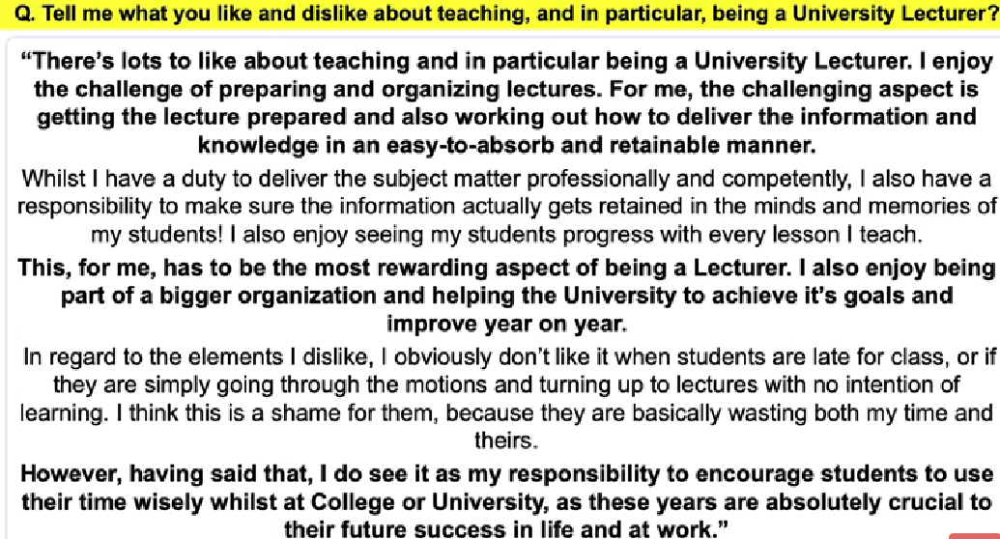 Q. Tell me what you like and dislike about teaching, and in particular, being a University Lecturer?
“There’s lots to like about teaching and in particular being a University Lecturer. I enjoy
the challenge of preparing and organizing lectures. For me, the challenging aspect is
getting the lecture prepared and also working out how to deliver the information and
knowledge in an easy-to-absorb and retainable manner.
Whilst I have a duty to deliver the subject matter professionally and competently, I also have a
responsibility to make sure the information actually gets retained in the minds and memories of
my students! I also enjoy seeing my students progress with every lesson I teach.
This, for me, has to be the most rewarding aspect of being a Lecturer. I also enjoy being
part of a bigger organization and helping the University to achieve it’s goals and
improve year on year.
In regard to the elements I dislike, I obviously don’t like it when students are late for class, or if
they are simply going through the motions and turning up to lectures with no intention of
learning. I think this is a shame for them, because they are basically wasting both my time and
theirs.
However, having said that, I do see it as my responsibility to encourage students to use
their time wisely whilst at College or University, as these years are absolutely crucial to
their future success in life and at work.”